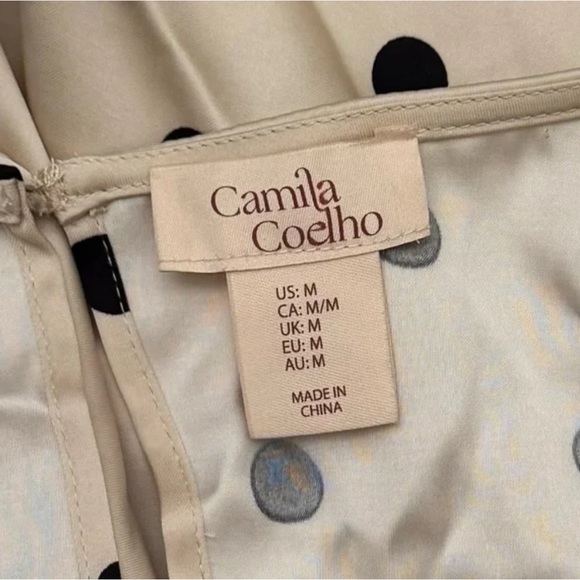 Camila
Coelho
US: M
CA: M/M
UK: M
EU: M
AU: M
MADE IN
CHINA